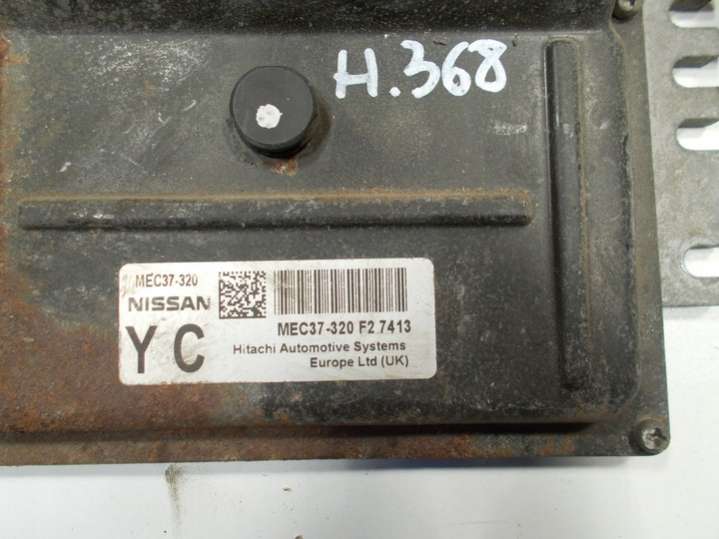 H.368
MEC37-320
NISSAN
YC
MEC37-320 F2 7413
Hitachi Automotive Systems
Europe Ltd (UK)